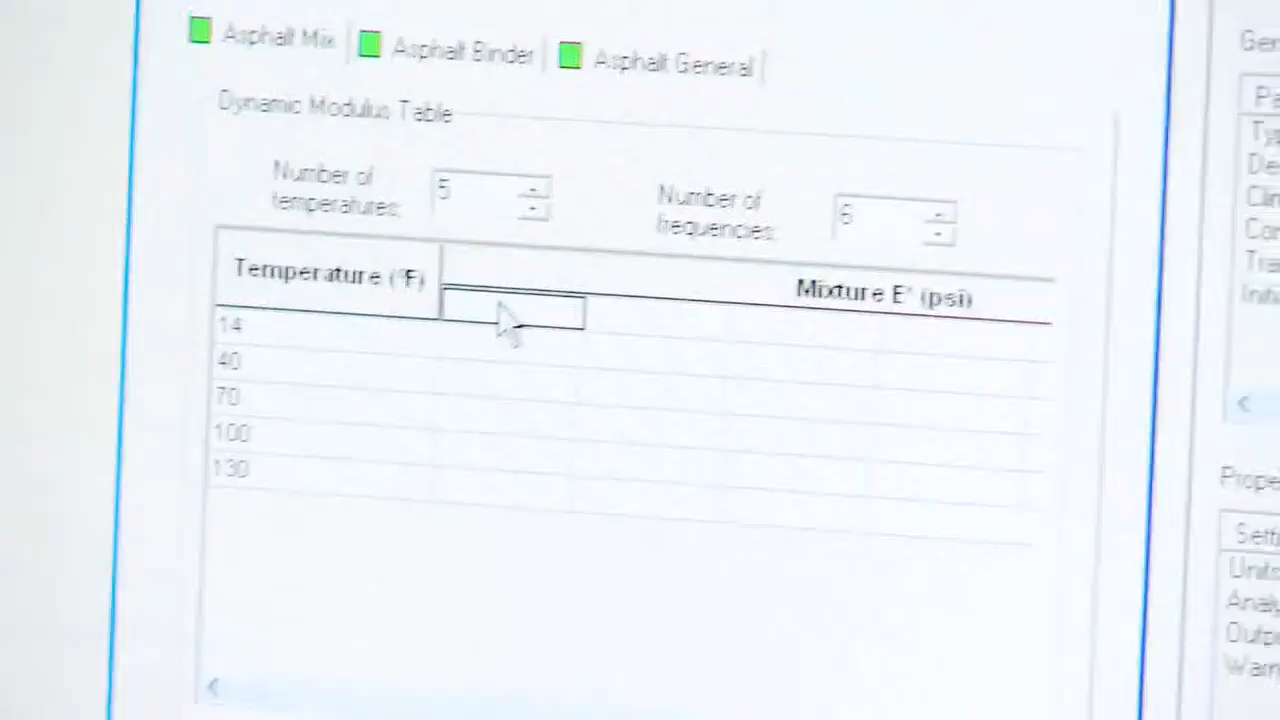 Asphalt Mix
Asphalt Binder
Asphalt General
Dynamic Modulus Table
Number of
temperatures:
5
Number of
frequencies:
6
Temperature (°F)
Mixture E* (psi)
14
40
70
100
130